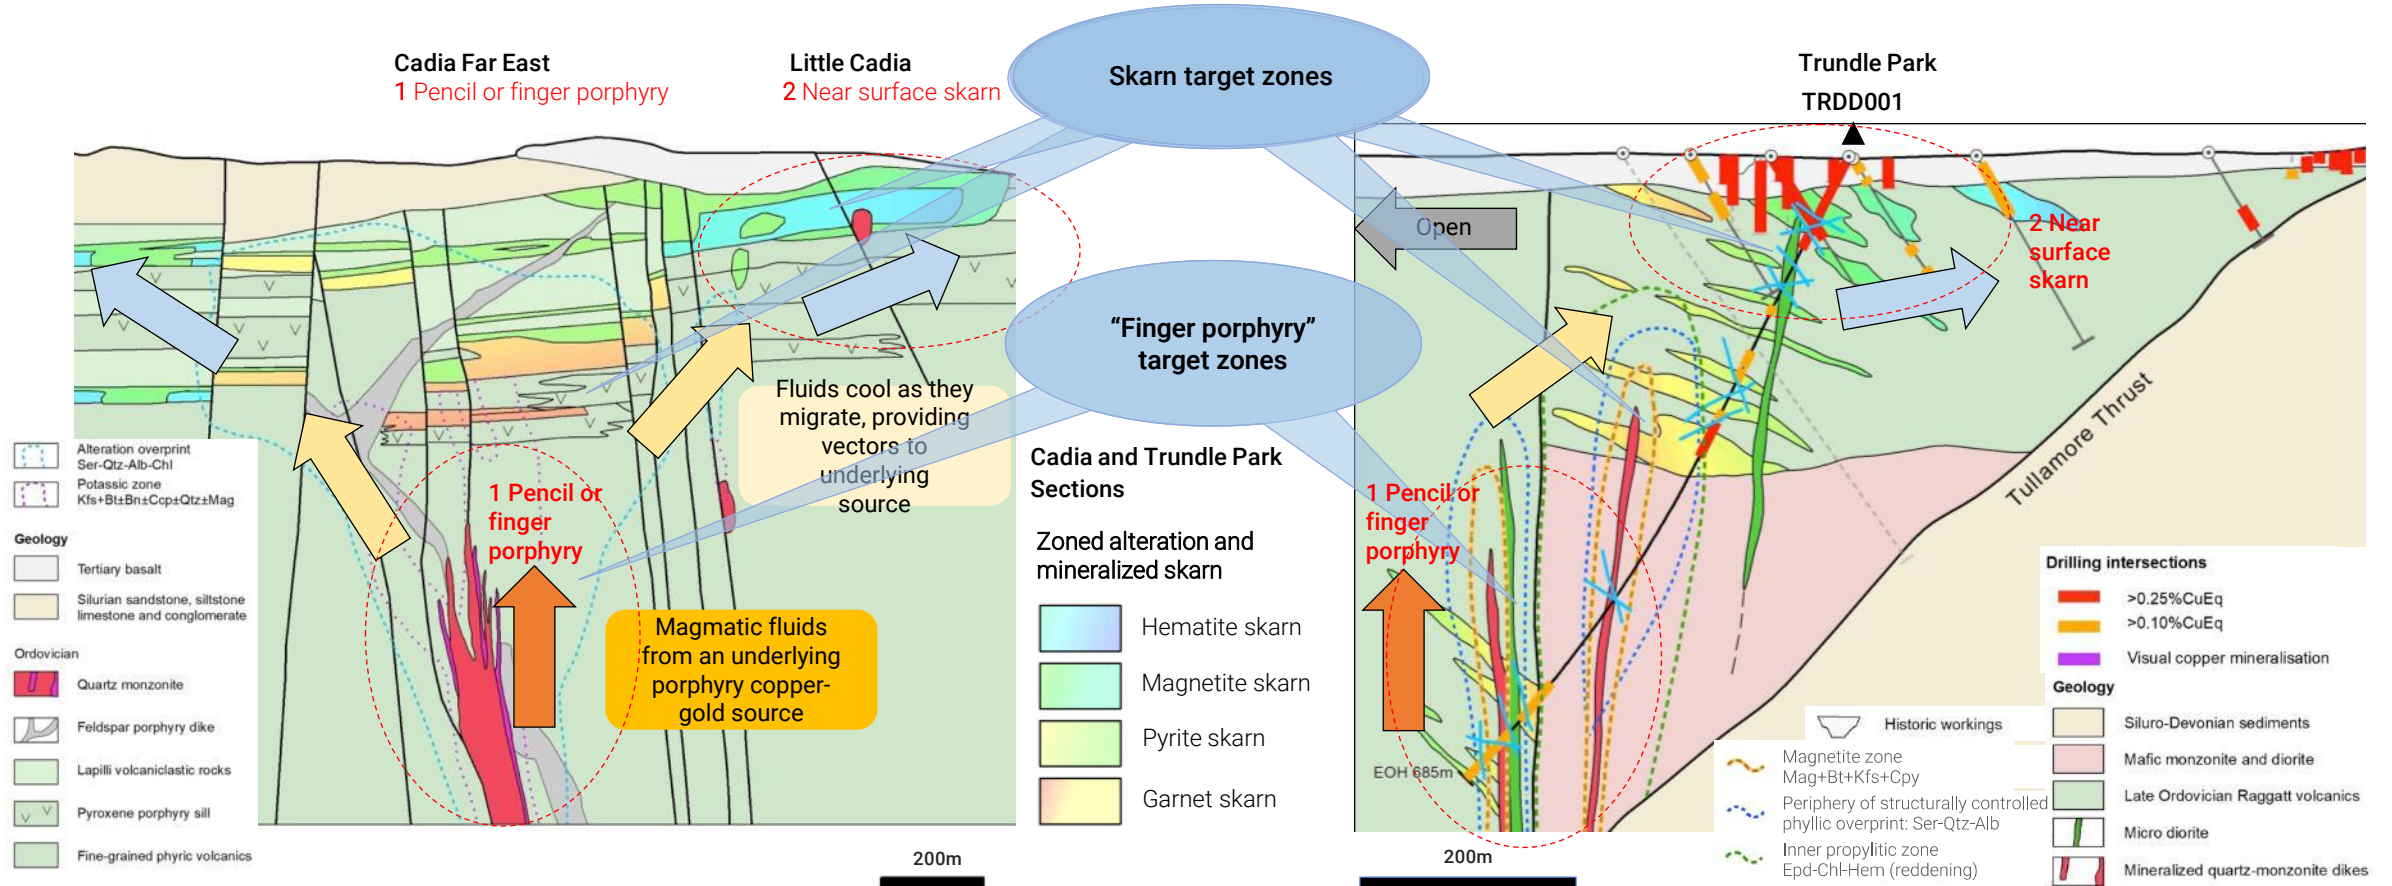 Cadia Far East
1 Pencil or finger porphyry
Little Cadia
2 Near surface skarn
Skarn target zones
Trundle Park
TRDD001
Open
2 Near
surface
skarn
"Finger porphyry"
target zones
Fluids cool as they
migrate, providing
vectors to
underlying
source
1 Pencil or
finger
porphyry
Magmatic fluids
from an underlying
porphyry copper-
gold source
Alteration overprint
Ser-Qtz-Alb-Chl
Potassic zone
Kfs+Bt±Bn±Ccp±Qtz±Mag
Geology
Tertiary basalt
Silurian sandstone, siltstone
limestone and conglomerate
Ordovician
Quartz monzonite
Feldspar porphyry dike
Lapilli volcaniclastic rocks
Pyroxene porphyry sill
Fine-grained phyric volcanics
200m
Cadia and Trundle Park
Sections
Zoned alteration and
mineralized skarn
Hematite skarn
Magnetite skarn
Pyrite skarn
Garnet skarn
1 Pencil or
finger
porphyry
EOH 685m
200m
Tullamore Thrust
Drilling intersections
>0.25%CuEq
>0.10%CuEq
Visual copper mineralisation
Geology
Siluro-Devonian sediments
Mafic monzonite and diorite
Late Ordovician Raggatt volcanics
Micro diorite
Mineralized quartz-monzonite dikes
Historic workings
Magnetite zone
Mag+Bt+Kfs+Cpy
Periphery of structurally controlled
phyllic overprint: Ser-Qtz-Alb
Inner propylitic zone
Epd-Chl-Hem (reddening)